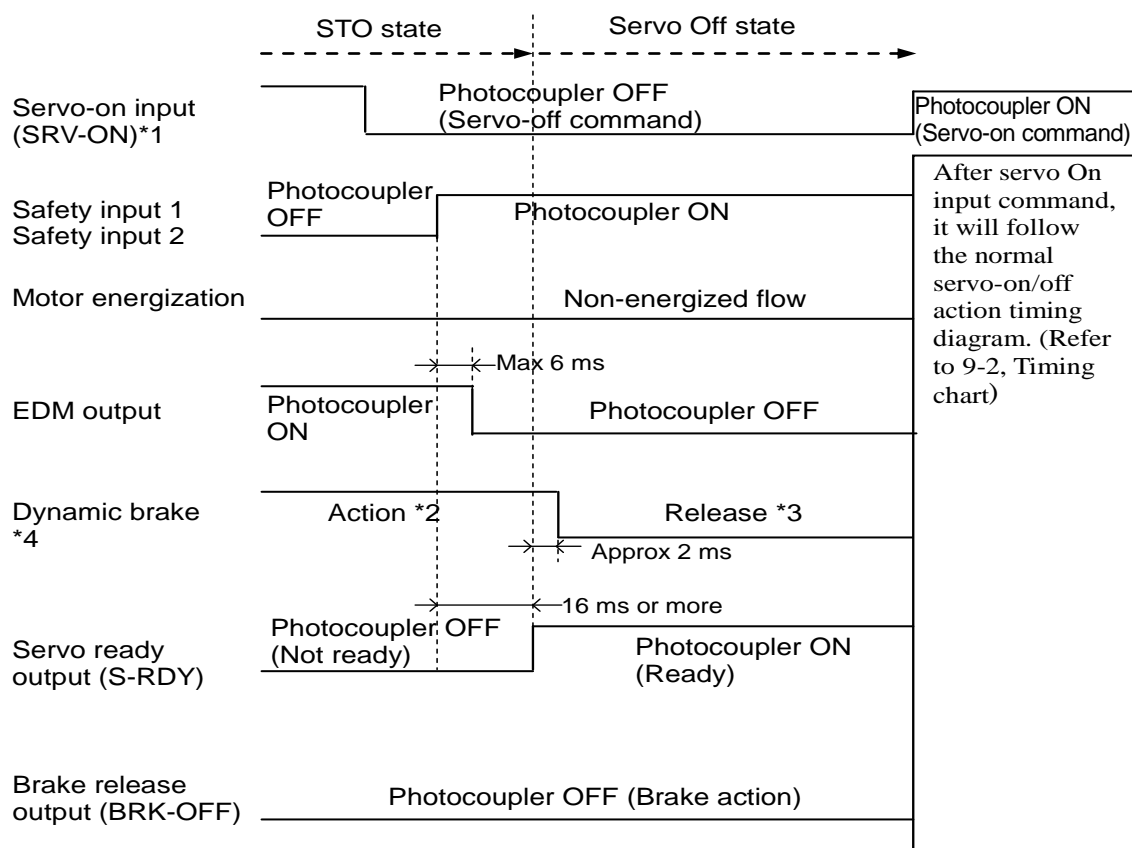 STO state
Servo Off state
Servo-on input
(SRV-ON)*1
Photocoupler OFF
(Servo-off command)
Photocoupler ON
(Servo-on command)
Safety input 1
Safety input 2
Photocoupler
OFF
Photocoupler ON
After servo On
input command,
it will follow
the normal
servo-on/off
action timing
diagram. (Refer
to 9-2, Timing
chart)
Motor energization
Non-energized flow
Max 6 ms
EDM output
Photocoupler
ON
Photocoupler OFF
Dynamic brake
*4
Action *2
Release *3
Approx 2 ms
16 ms or more
Servo ready
output (S-RDY)
Photocoupler OFF
(Not ready)
Photocoupler ON
(Ready)
Brake release
output (BRK-OFF)
Photocoupler OFF (Brake action)